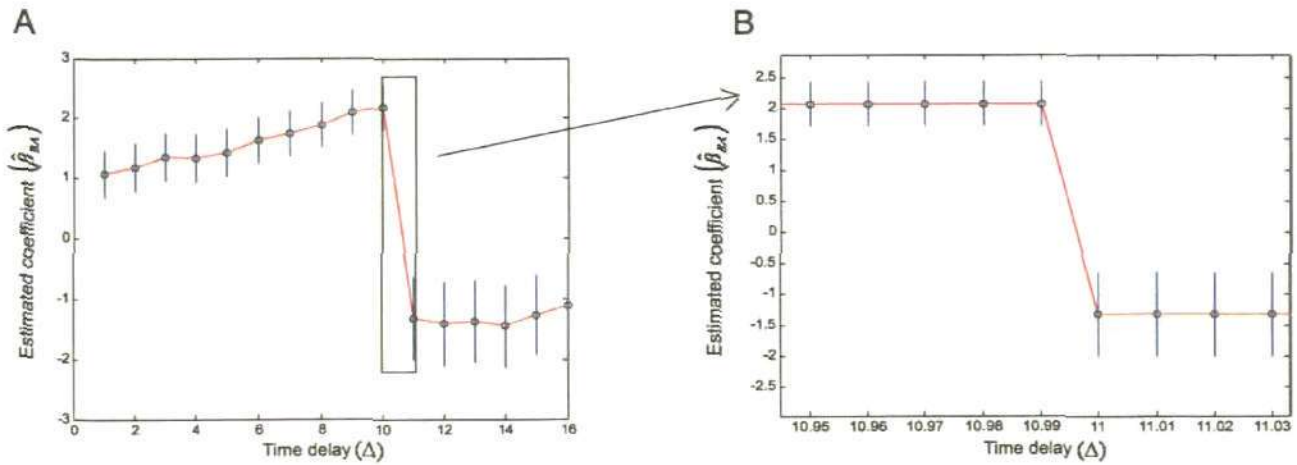 A
3
2
1
0
-1
-2
-3
0 2 4 6 8 10 12 14 16
Time delay (Δ)
Estimated coefficient {β̂_BA}
B
2.5
2
1.5
1
0.5
0
-0.5
-1
-1.5
-2
-2.5
10.95 10.96 10.97 10.98 10.99 11 11.01 11.02 11.03
Time delay (Δ)
Estimated coefficient {β̂_BA}